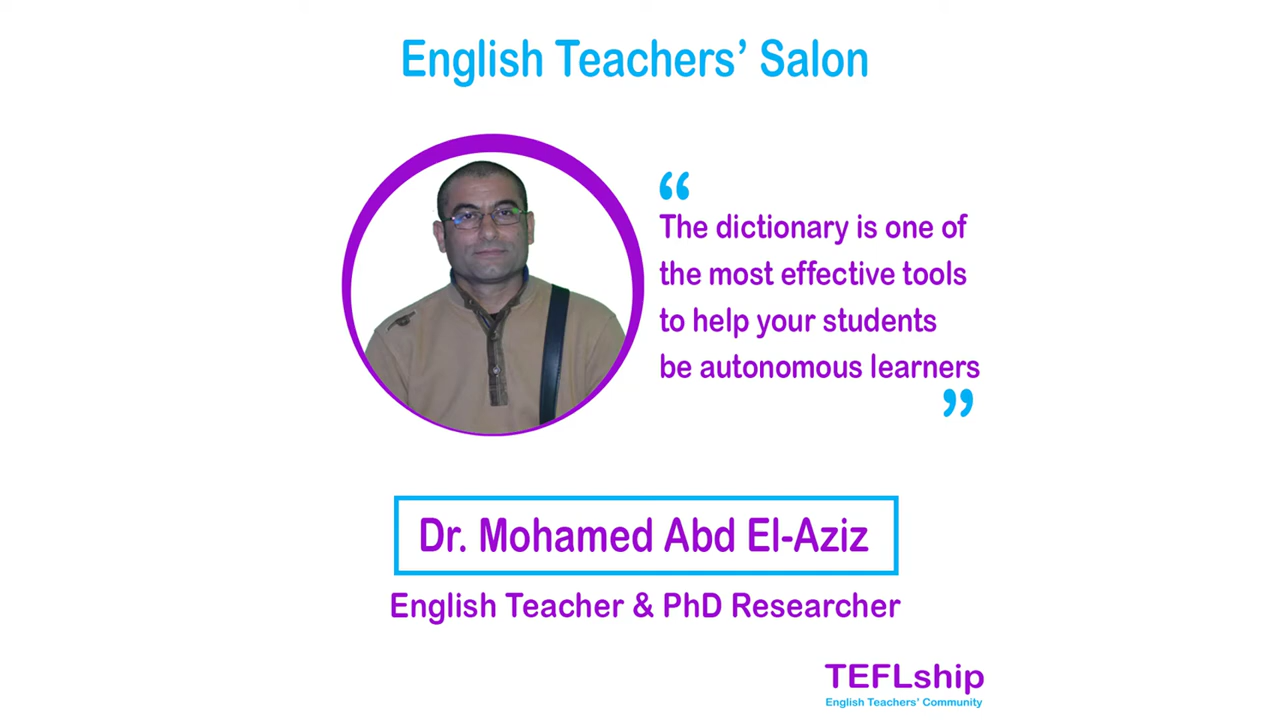 English Teachers’ Salon
“
The dictionary is one of
the most effective tools
to help your students
be autonomous learners
”
Dr. Mohamed Abd El-Aziz
English Teacher & PhD Researcher
TEFLship
English Teachers’ Community